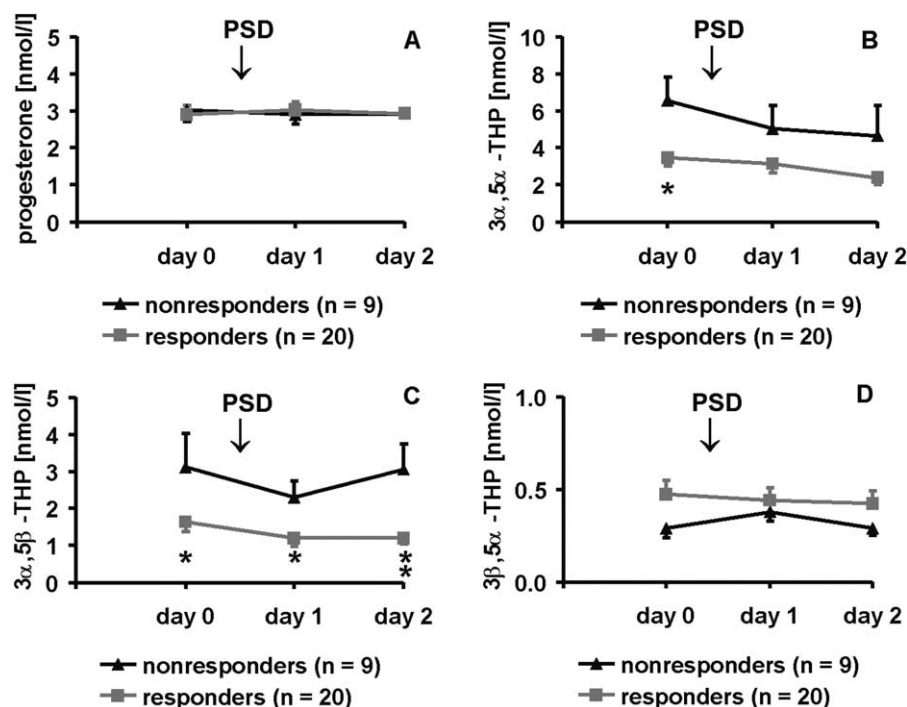 A
PSD
progesterone [nmol/l]
5
4
3
2
1
0
day 0 day 1 day 2
nonresponders (n = 9)
responders (n = 20)
B
PSD
3α,5α -THP [nmol/l]
10
8
6
4
2
0
*
day 0 day 1 day 2
nonresponders (n = 9)
responders (n = 20)
C
PSD
3α,5β -THP [nmol/l]
5
4
3
2
1
0
* * *
*
day 0 day 1 day 2
nonresponders (n = 9)
responders (n = 20)
D
PSD
3β,5α -THP [nmol/l]
1.0
0.5
0.0
day 0 day 1 day 2
nonresponders (n = 9)
responders (n = 20)